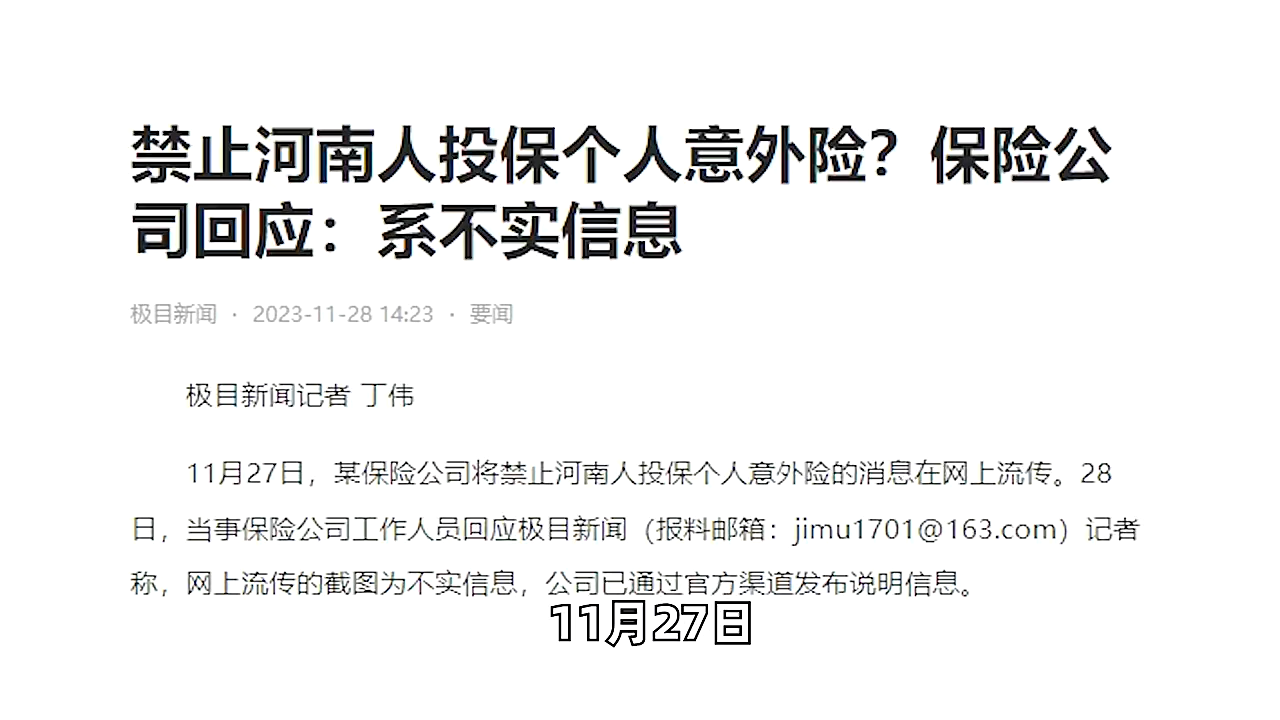 禁止河南人投保个人意外险？保险公
司回应：系不实信息
极目新闻 · 2023-11-28 14:23 · 要闻
极目新闻记者 丁伟
11月27日，某保险公司将禁止河南人投保个人意外险的消息在网上流传。28
日，当事保险公司工作人员回应极目新闻（报料邮箱：jimu1701@163.com）记者
称，网上流传的截图为不实信息，公司已通过官方渠道发布说明信息。
11月27日